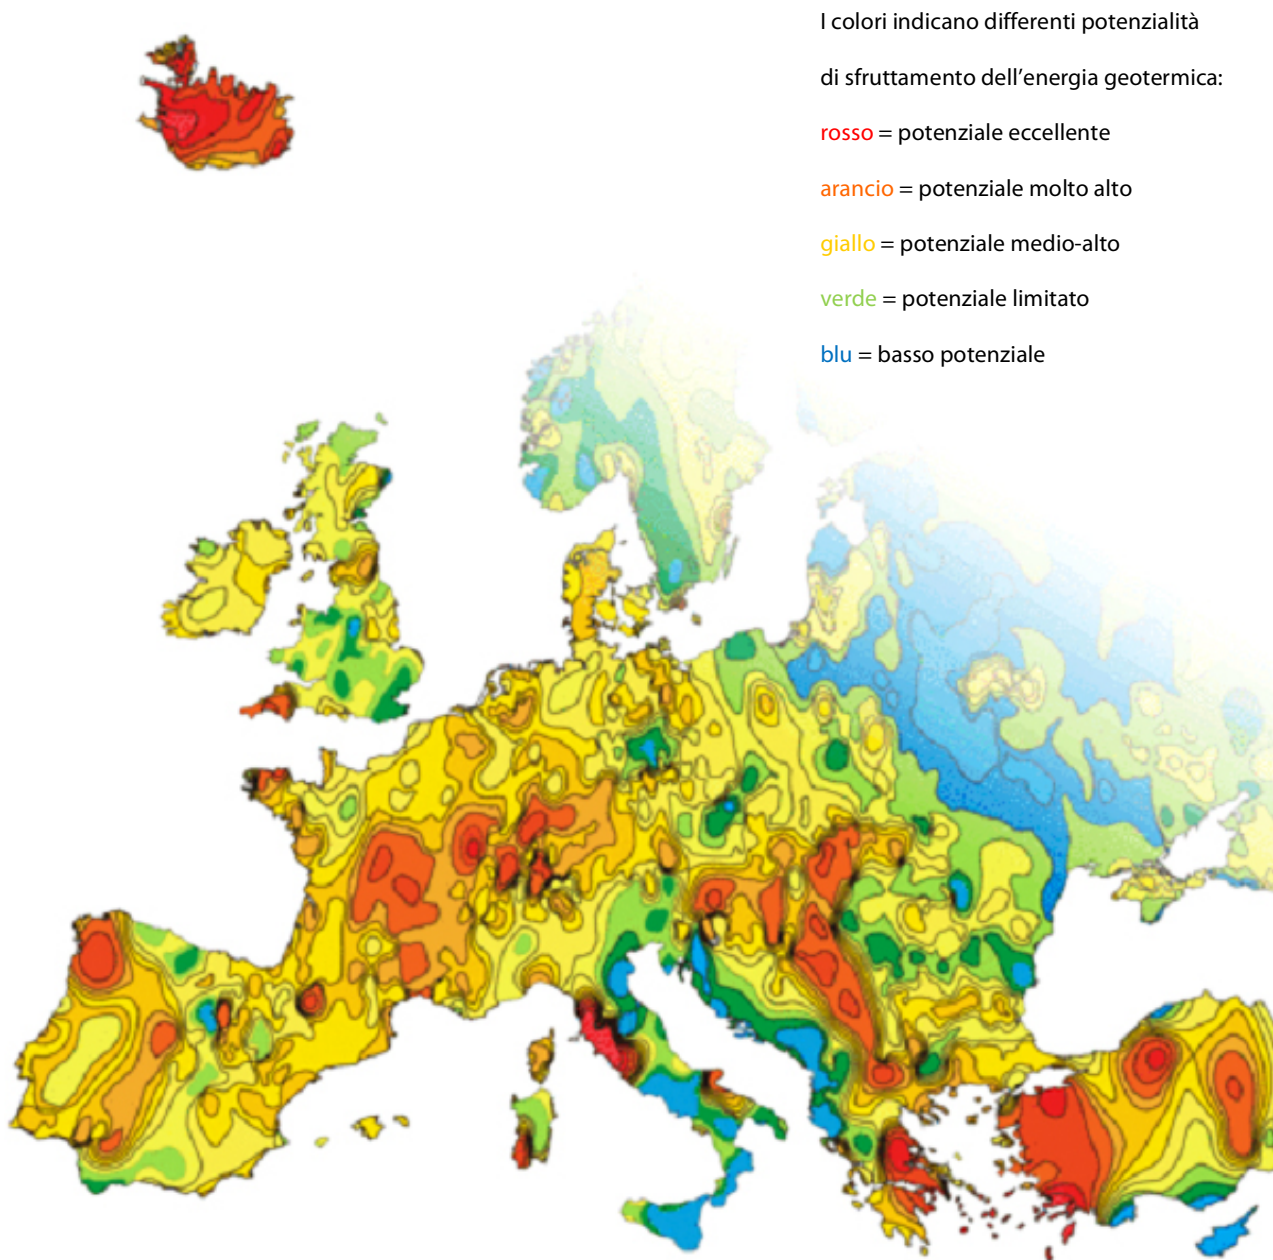 I colori indicano differenti potenzialità
di sfruttamento dell’energia geotermica:
rosso = potenziale eccellente
arancio = potenziale molto alto
giallo = potenziale medio-alto
verde = potenziale limitato
blu = basso potenziale